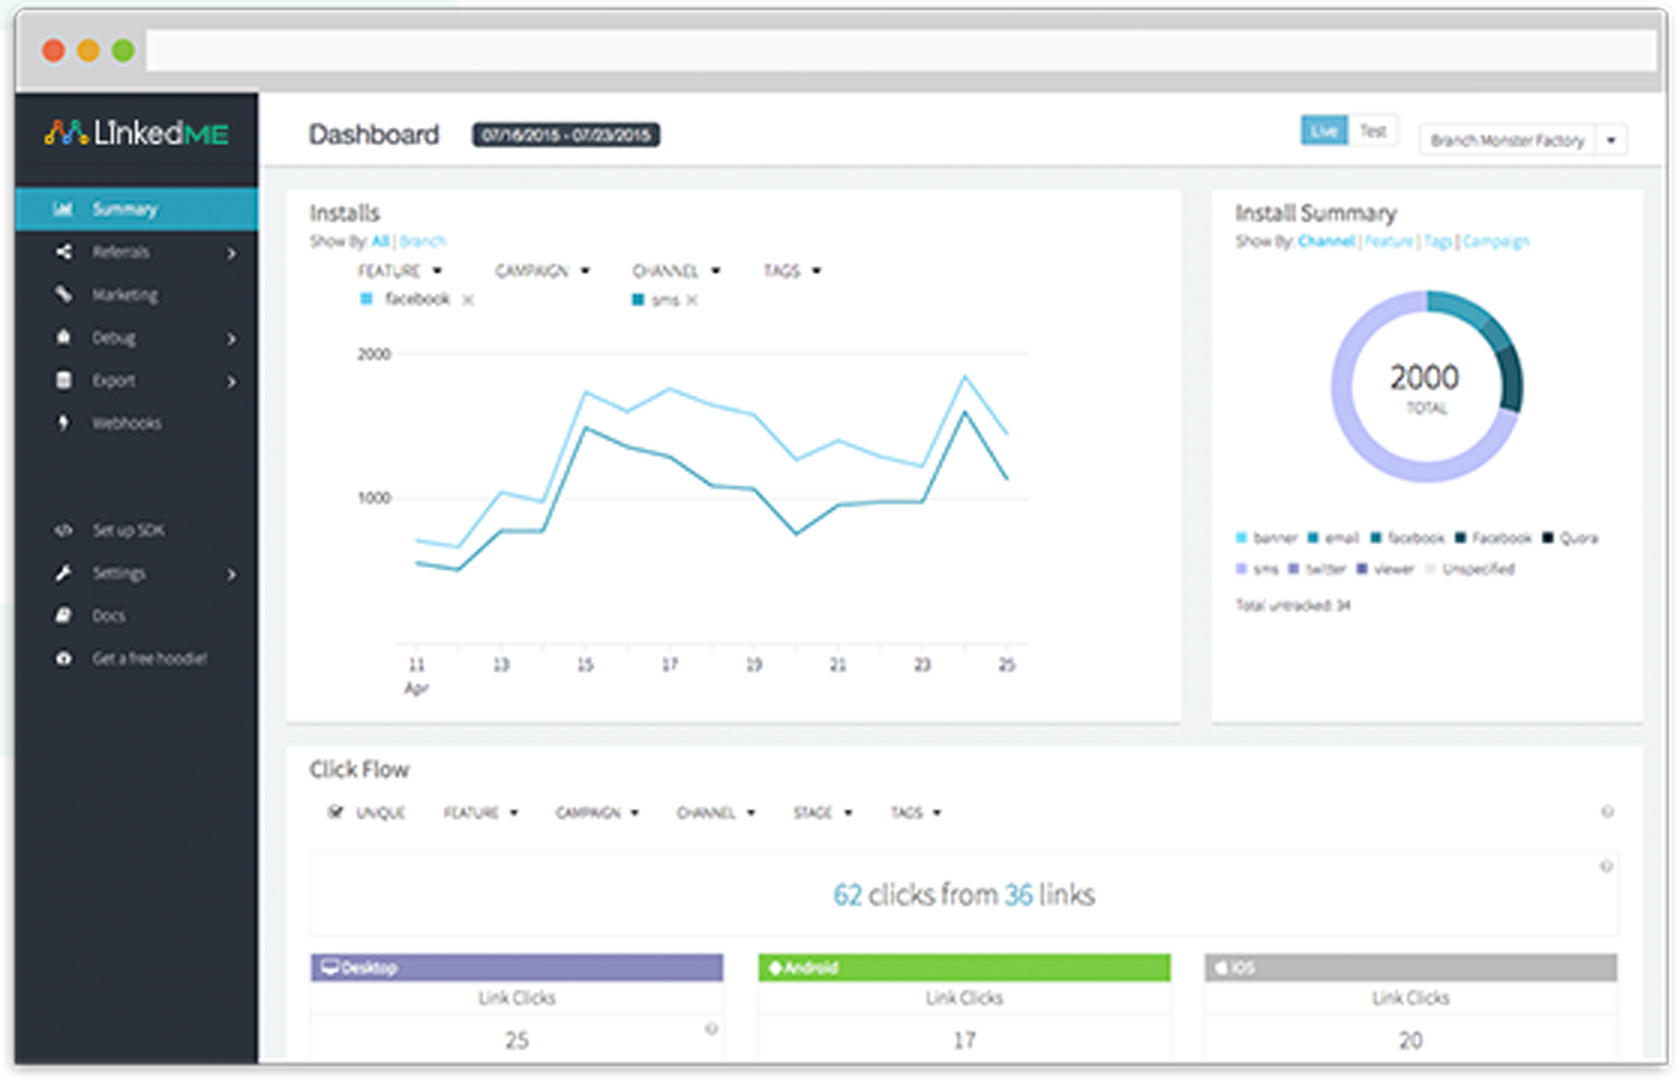 LinkedME
Dashboard 07/16/2015 - 07/23/2015
Live Test Branch Monster Factory
Summary
Referrals
Marketing
Debug
Export
Webhooks
Set up SDK
Settings
Docs
Get a free hoodie!
Installs
Show By: All | Branch
FEATURE CAMPAIGN CHANNEL TAGS
facebook × sms ×
2000
1000
11 13 15 17 19 21 23 25
Apr
Install Summary
Show By: Channel | Feature | Tags | Campaign
2000
TOTAL
banner email facebook Facebook Quora
sms twitter viewer Unspecified
Total untracked: 34
Click Flow
UNIQUE FEATURE CAMPAIGN CHANNEL STAGE TAGS
62 clicks from 36 links
Desktop Android iOS
Link Clicks Link Clicks Link Clicks
25 17 20